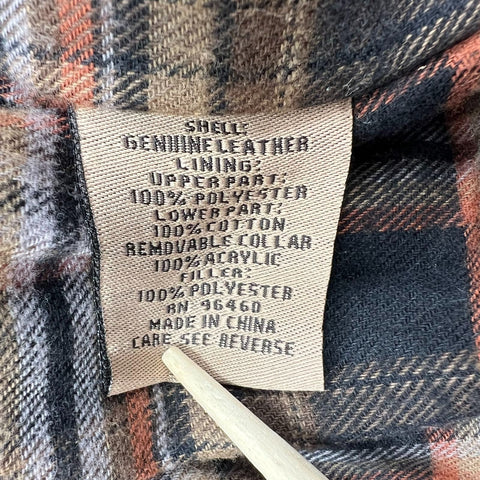 SHELL:
GENUINE LEATHER
LINING:
UPPER PART:
100% POLYESTER
LOWER PART:
100% COTTON
REMOVABLE COLLAR
100% ACRYLIC
FILLER:
100% POLYESTER
RN: 96460
MADE IN CHINA
CARE SEE REVERSE